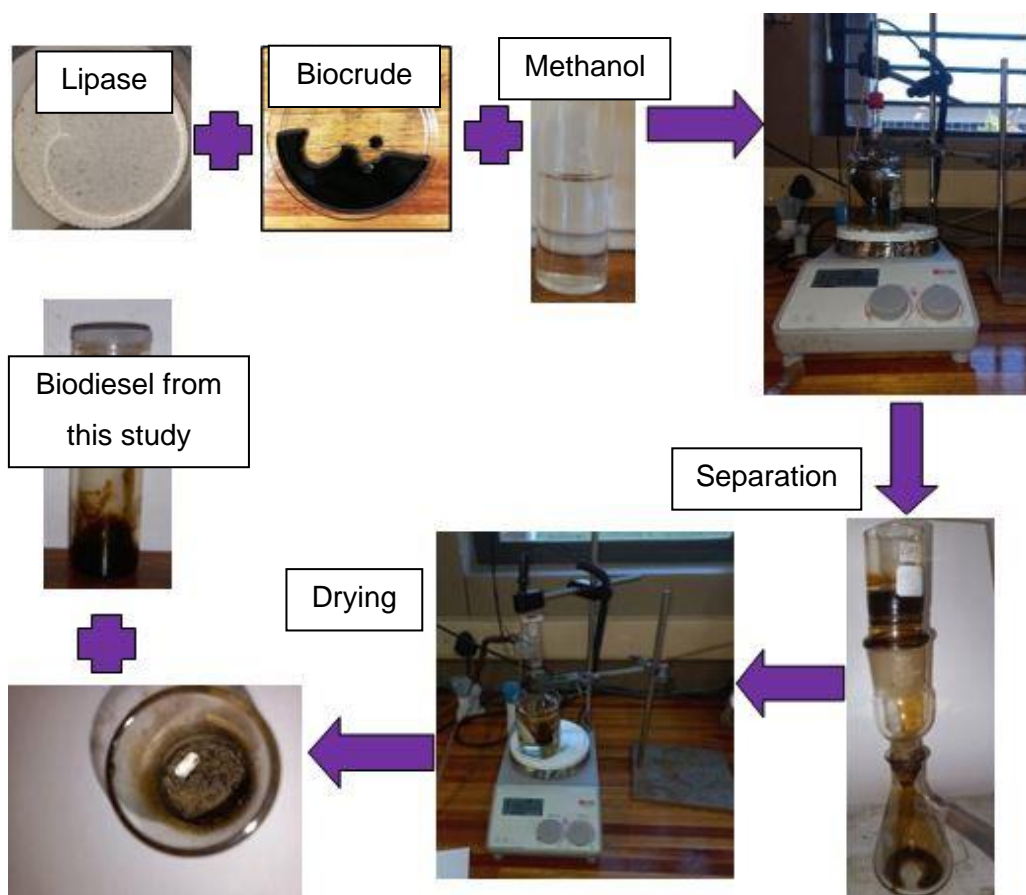 Lipase
Biocrude
Methanol
Biodiesel from
this study
Separation
Drying